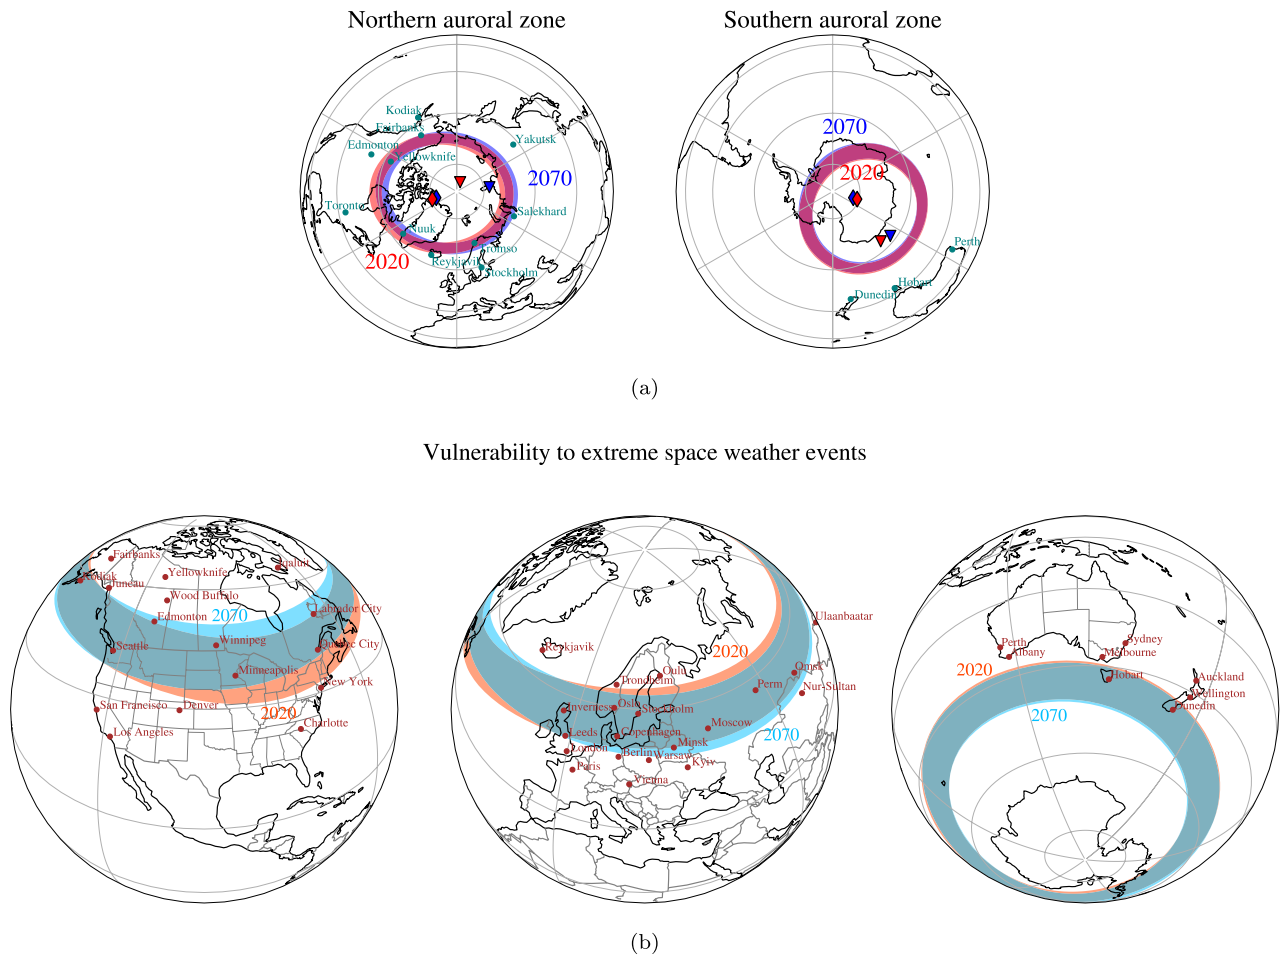 Northern auroral zone
Southern auroral zone
Kodiak
Fairbanks
Edmonton
Yellowknife
Yakutsk
2070
Toronto
Salekhard
Nuuk
Tromso
2020
Reykjavik
Stockholm
2070
2020
Perth
Hobart
Dunedin
(a)
Vulnerability to extreme space weather events
Fairbanks
Iqaluit
Kodiak
Yellowknife
Juneau
Wood Buffalo
Labrador City
Edmonton
2070
Seattle
Winnipeg
Quebec City
Minneapolis
New York
San Francisco
Denver
2020
Charlotte
Los Angeles
Ulaanbaatar
Reykjavik
2020
Oulu
Omsk
Trondheim
Perm
Nur-Sultan
Inverness
Oslo
Stockholm
Moscow
Leeds
Copenhagen
2070
London
Minsk
Berlin
Warsaw
Paris
Kyiv
Vienna
Perth
Sydney
Albany
Melbourne
2020
Hobart
Auckland
Wellington
Dunedin
2070
(b)